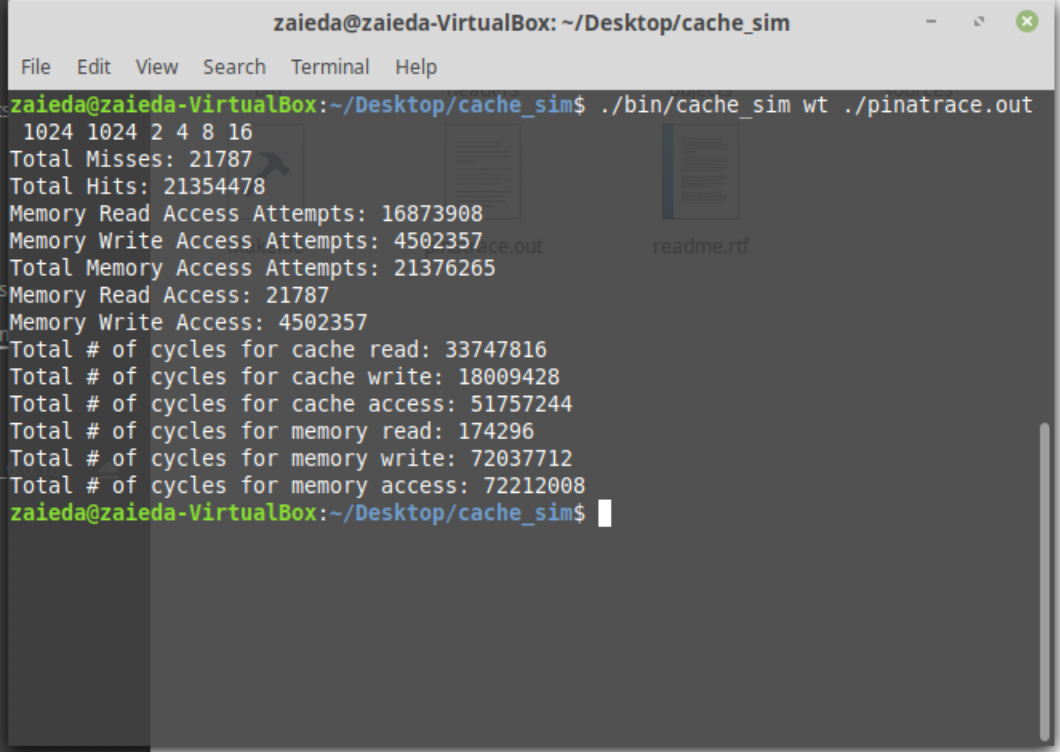 zaieda@zaieda-VirtualBox: ~/Desktop/cache_sim
File Edit View Search Terminal Help
zaieda@zaieda-VirtualBox:~/Desktop/cache_sim$ ./bin/cache_sim wt ./pinatrace.out
1024 1024 2 4 8 16
Total Misses: 21787
Total Hits: 21354478
Memory Read Access Attempts: 16873908
Memory Write Access Attempts: 4502357
Total Memory Access Attempts: 21376265
Memory Read Access: 21787
Memory Write Access: 4502357
Total # of cycles for cache read: 33747816
Total # of cycles for cache write: 18009428
Total # of cycles for cache access: 51757244
Total # of cycles for memory read: 174296
Total # of cycles for memory write: 72037712
Total # of cycles for memory access: 72212008
zaieda@zaieda-VirtualBox:~/Desktop/cache_sim$
readme.rtf